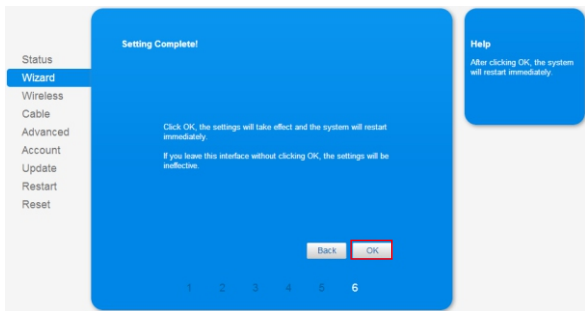 Status
Wizard
Wireless
Cable
Advanced
Account
Update
Restart
Reset
Setting Complete!
Click OK, the settings will take effect and the system will restart
immediately.
If you leave this interface without clicking OK, the settings will be
ineffective.
Back OK
1 2 3 4 5 6
Help
After clicking OK, the system
will restart immediately.